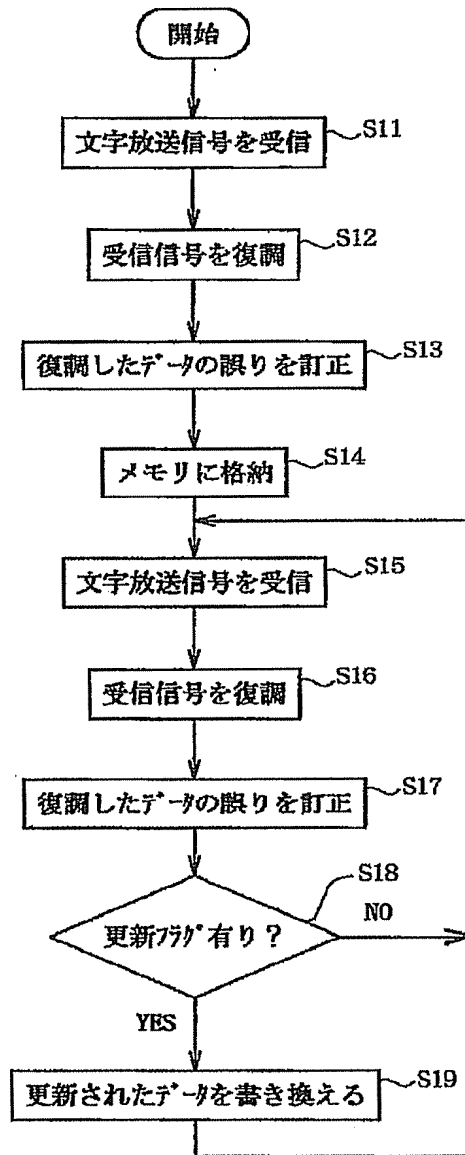 開始
文字放送信号を受信
S11
受信信号を復調
S12
復調したデータの誤りを訂正
S13
メモリに格納
S14
文字放送信号を受信
S15
受信信号を復調
S16
復調したデータの誤りを訂正
S17
更新フラグ有り?
S18
NO
YES
更新されたデータを書き換える
S19